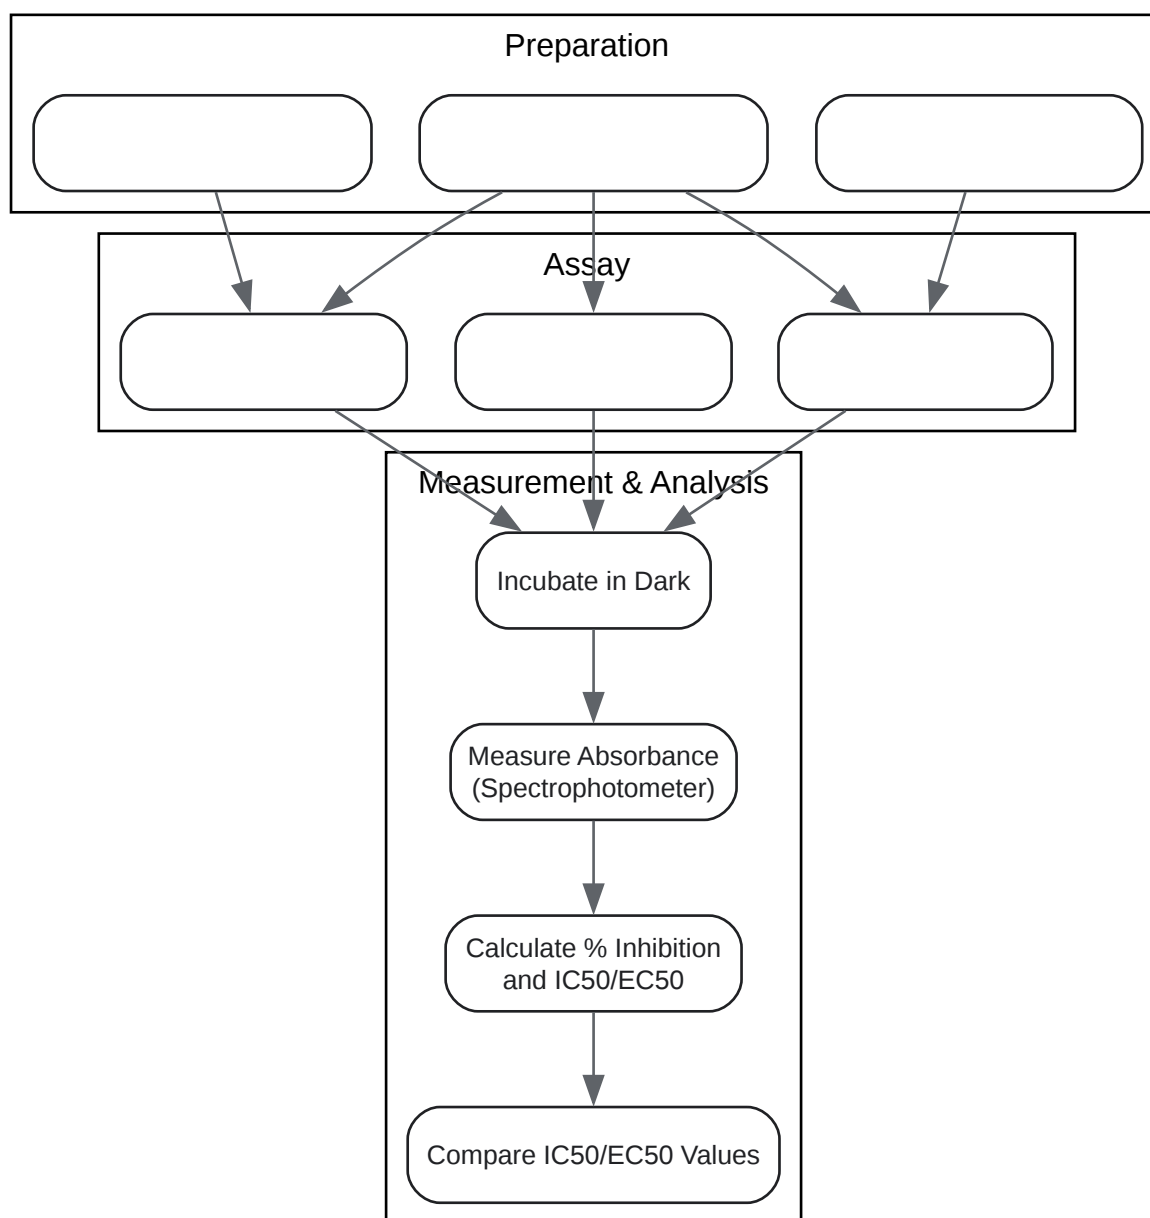 Preparation
Assay
Measurement & Analysis
Incubate in Dark
Measure Absorbance
(Spectrophotometer)
Calculate % Inhibition
and IC50/EC50
Compare IC50/EC50 Values